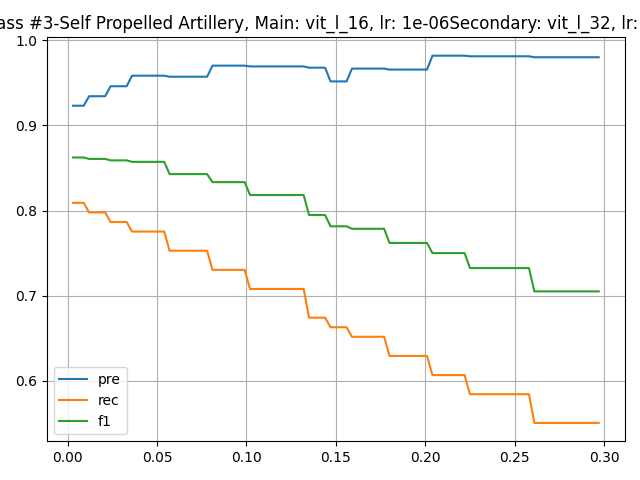 ass #3-Self Propelled Artillery, Main: vit_l_16, lr: 1e-06Secondary: vit_l_32, lr:
1.0
0.9
0.8
0.7
0.6
pre
rec
f1
0.00 0.05 0.10 0.15 0.20 0.25 0.30